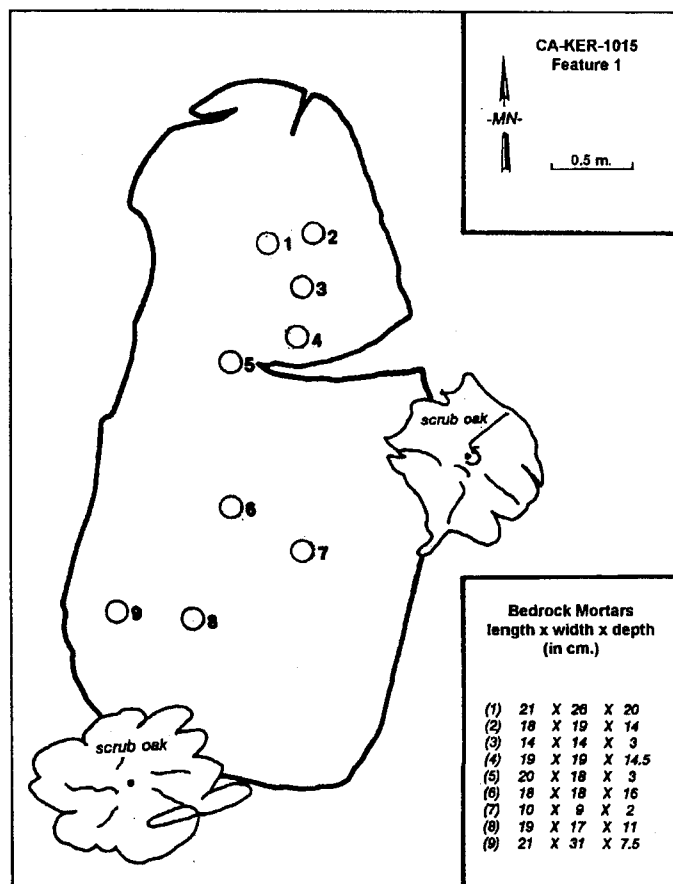 CA-KER-1015
Feature 1
-MN-
0.5 m.
1
2
3
4
5
scrub oak
6
7
9
8
scrub oak
Bedrock Mortars
length x width x depth
(in cm.)
(1) 21 X 26 X 20
(2) 18 X 19 X 14
(3) 14 X 14 X 3
(4) 19 X 19 X 14.5
(5) 20 X 18 X 3
(6) 18 X 18 X 16
(7) 10 X 9 X 2
(8) 19 X 17 X 11
(9) 21 X 31 X 7.5